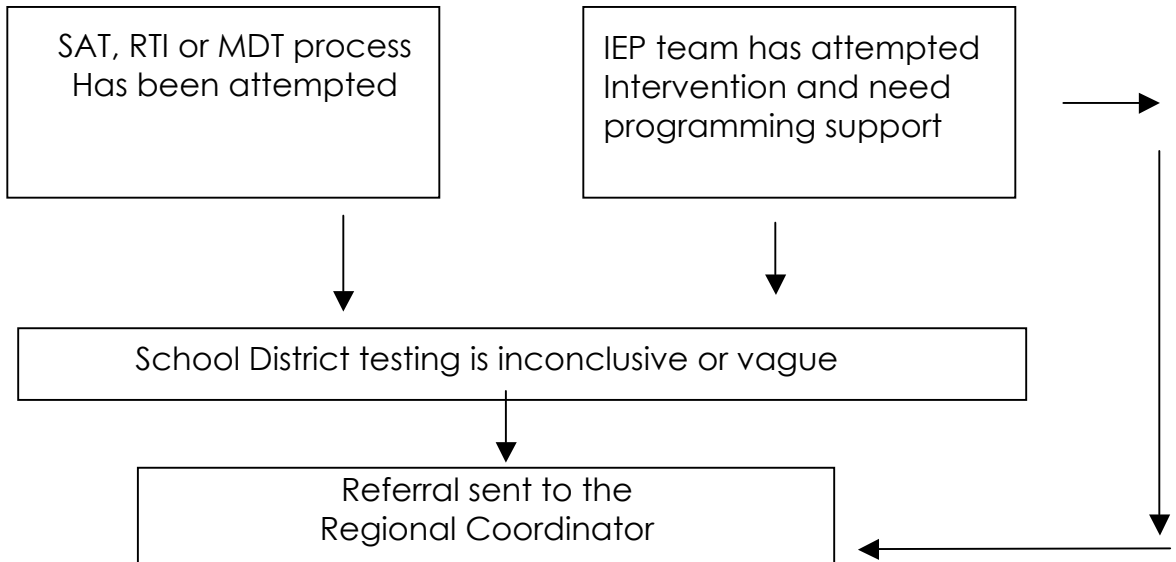 SAT, RTI or MDT process
Has been attempted
IEP team has attempted
Intervention and need
programming support
School District testing is inconclusive or vague
Referral sent to the
Regional Coordinator